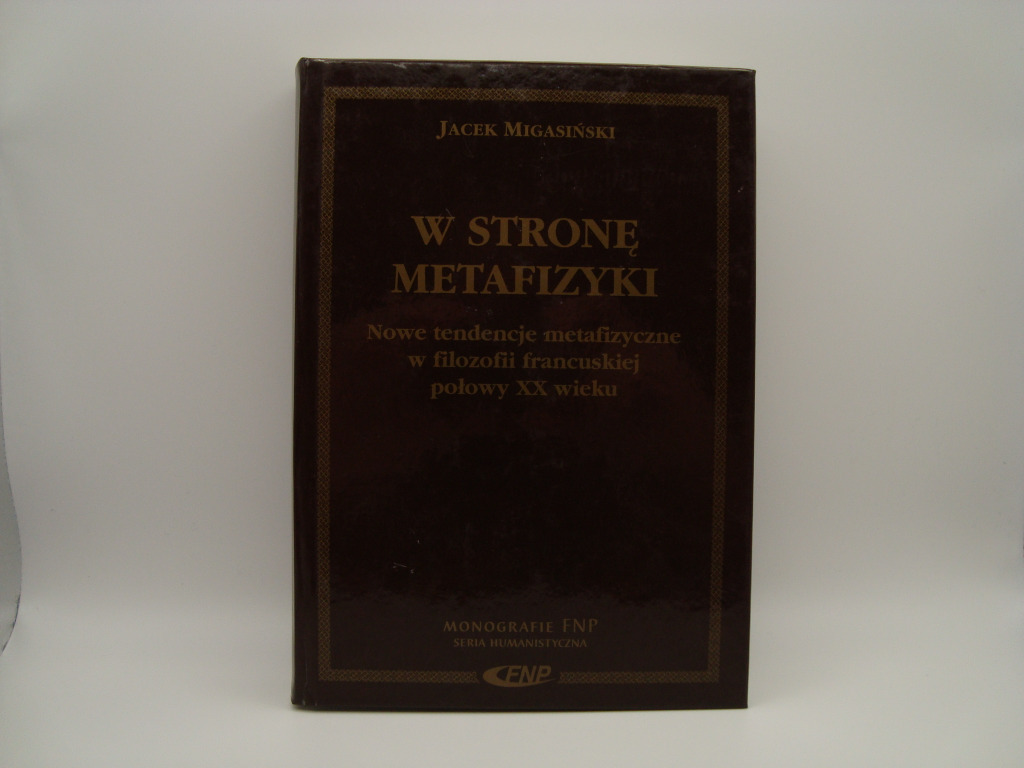 JACEK MIGASIŃSKI
W STRONĘ
METAFIZYKI
Nowe tendencje metafizyczne
w filozofii francuskiej
połowy XX wieku
MONOGRAFIE FNP
SERIA HUMANISTYCZNA
FNP